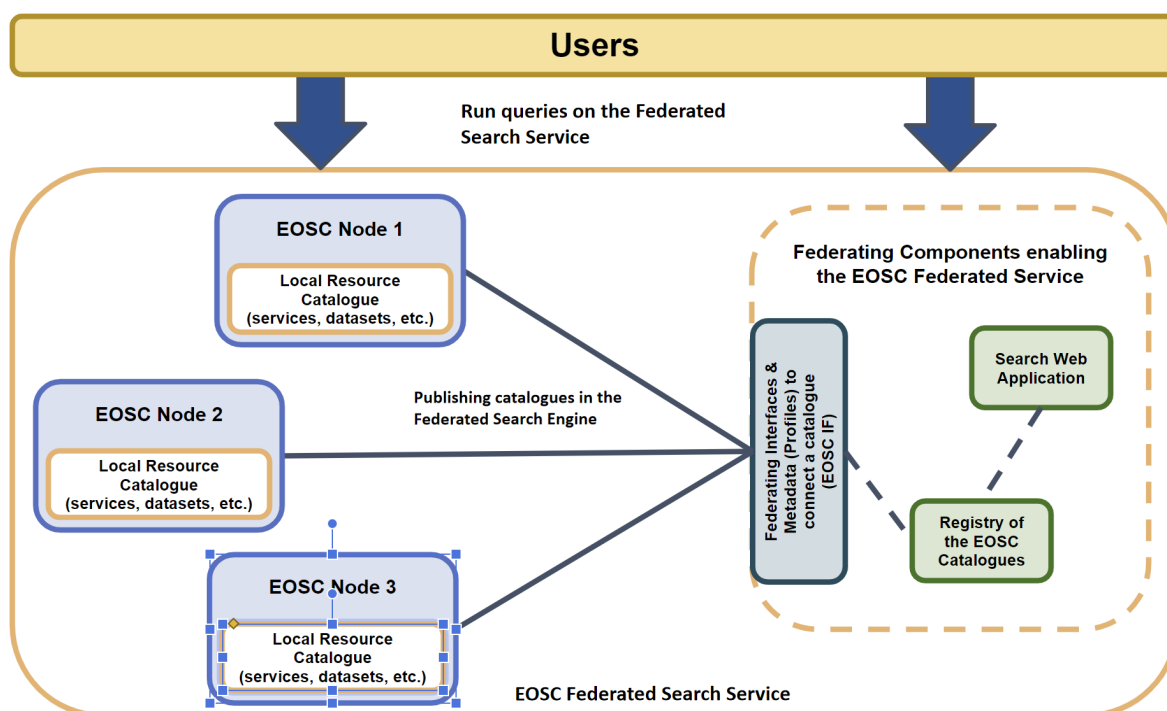 Users
Run queries on the Federated
Search Service
EOSC Node 1
Local Resource
Catalogue
(services, datasets, etc.)
Federating Components enabling
the EOSC Federated Service
Federating Interfaces &
Metadata (Profiles) to
connect a catalogue
(EOSC IF)
Search Web
Application
Registry of
the EOSC
Catalogues
Publishing catalogues in the
Federated Search Engine
EOSC Node 2
Local Resource
Catalogue
(services, datasets, etc.)
EOSC Node 3
Local Resource
Catalogue
(services, datasets, etc.)
EOSC Federated Search Service